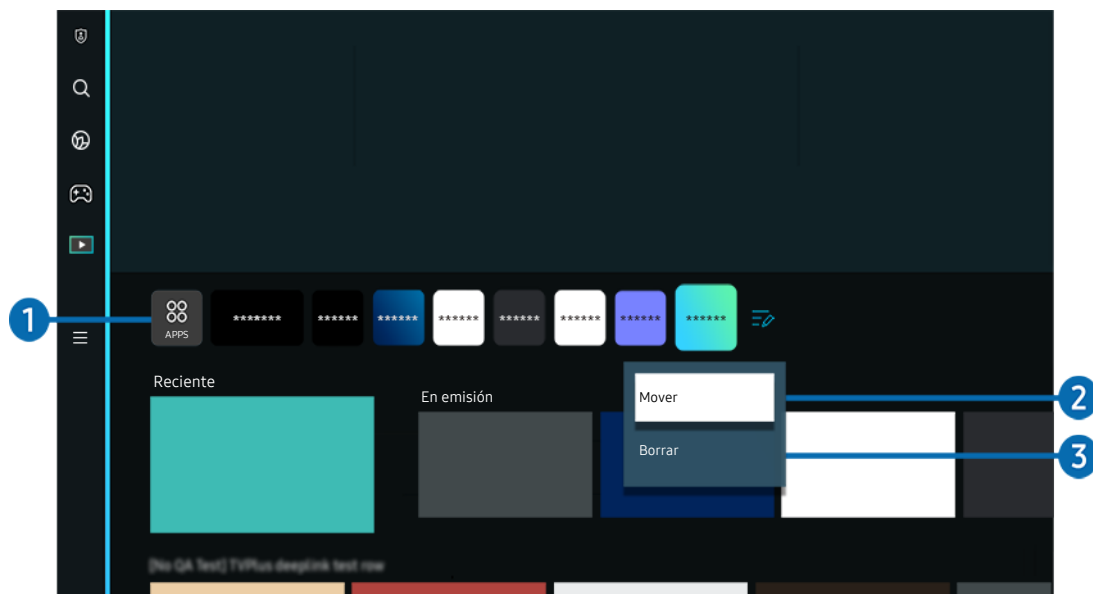 1
APPS
*******
******
******
******
******
******
******
******
Reciente
En emisión
Mover
2
Borrar
3
[No QA Test] TVPlus deeplink test row